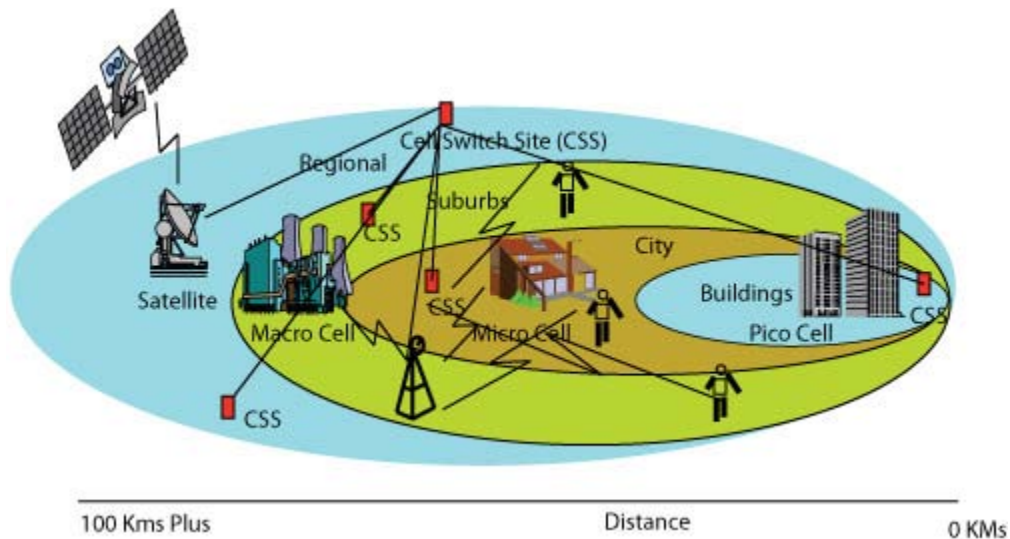 Cell Switch Site (CSS)
Regional
Suburbs
CSS
City
CSS
Buildings
Satellite
Macro Cell
Micro Cell
Pico Cell
CSS
CSS
100 Kms Plus
Distance
0 KMs